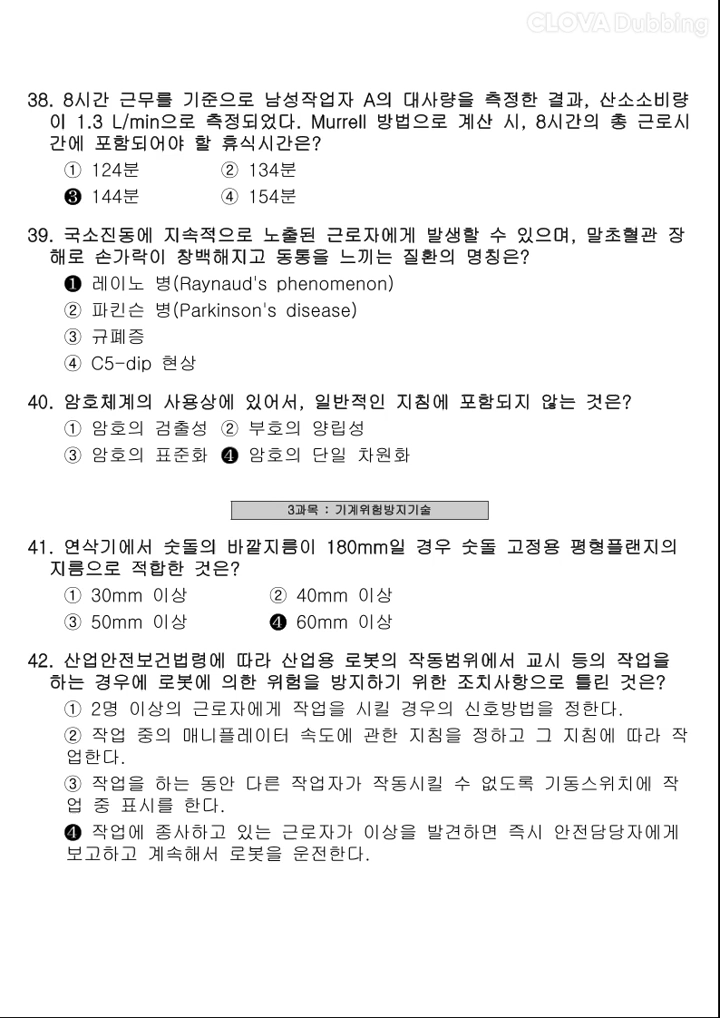 CLOVA Dubbing
38. 8시간 근무를 기준으로 남성작업자 A의 대사량을 측정한 결과, 산소소비량
이 1.3 L/min으로 측정되었다. Murrell 방법으로 계산 시, 8시간의 총 근로시
간에 포함되어야 할 휴식시간은?
① 124분 ② 134분
❸ 144분 ④ 154분
39. 국소진동에 지속적으로 노출된 근로자에게 발생할 수 있으며, 말초혈관 장
해로 손가락이 창백해지고 동통을 느끼는 질환의 명칭은?
❶ 레이노 병(Raynaud's phenomenon)
② 파킨슨 병(Parkinson's disease)
③ 규폐증
④ C5-dip 현상
40. 암호체계의 사용상에 있어서, 일반적인 지침에 포함되지 않는 것은?
① 암호의 검출성 ② 부호의 양립성
③ 암호의 표준화 ❹ 암호의 단일 차원화
3과목 : 기계위험방지기술
41. 연삭기에서 숫돌의 바깥지름이 180mm일 경우 숫돌 고정용 평형플랜지의
지름으로 적합한 것은?
① 30mm 이상 ② 40mm 이상
③ 50mm 이상 ❹ 60mm 이상
42. 산업안전보건법령에 따라 산업용 로봇의 작동범위에서 교시 등의 작업을
하는 경우에 로봇에 의한 위험을 방지하기 위한 조치사항으로 틀린 것은?
① 2명 이상의 근로자에게 작업을 시킬 경우의 신호방법을 정한다.
② 작업 중의 매니플레이터 속도에 관한 지침을 정하고 그 지침에 따라 작
업한다.
③ 작업을 하는 동안 다른 작업자가 작동시킬 수 없도록 기동스위치에 작
업 중 표시를 한다.
❹ 작업에 종사하고 있는 근로자가 이상을 발견하면 즉시 안전담당자에게
보고하고 계속해서 로봇을 운전한다.